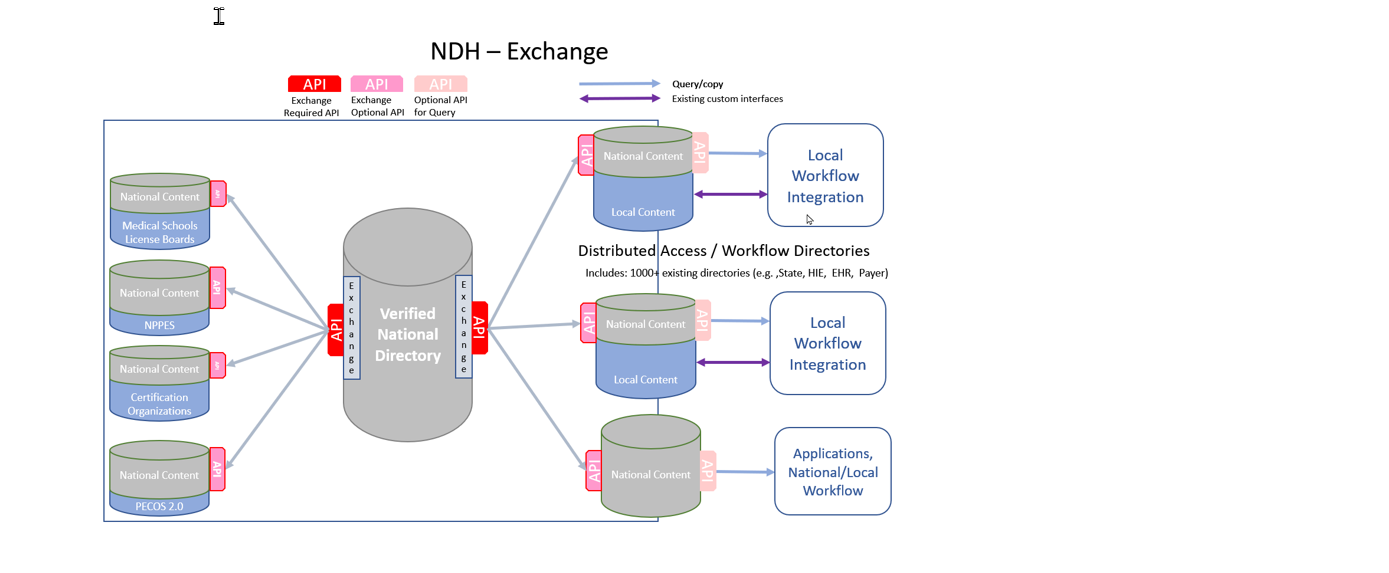 NDH – Exchange
API
API
API
Exchange
Required API
Exchange
Optional API
Optional API
for Query
Query/copy
Existing custom interfaces
National Content
Medical Schools
License Boards
National Content
API
NPPES
National Content
Certification
Organizations
National Content
API
PECOS 2.0
API
Exchange
Verified
National
Directory
Exchange
API
API
National Content
API
Local Content
Local
Workflow
Integration
Distributed Access / Workflow Directories
Includes: 1000+ existing directories (e.g. ,State, HIE, EHR, Payer)
API
National Content
API
Local Content
Local
Workflow
Integration
API
National Content
API
Applications,
National/Local
Workflow